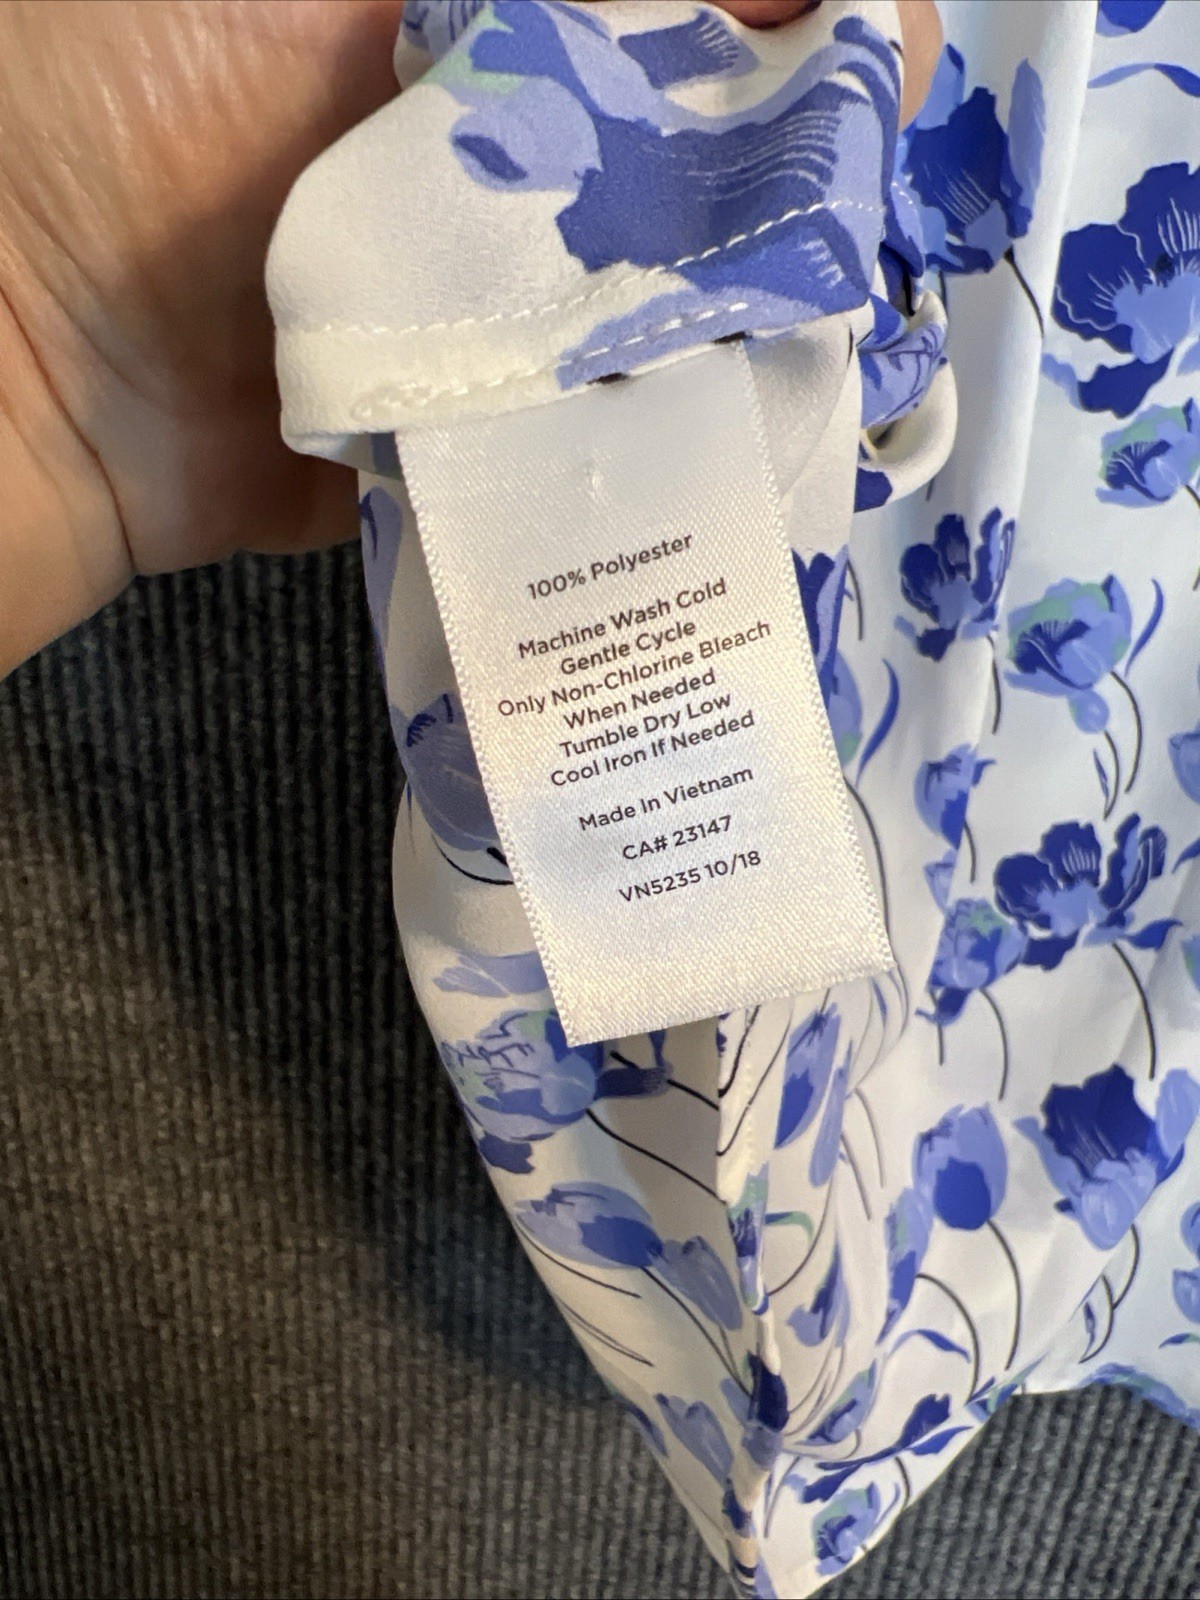 100% Polyester
Machine Wash Cold
Gentle Cycle
Only Non-Chlorine Bleach
When Needed
Tumble Dry Low
Cool Iron If Needed
Made In Vietnam
CA# 23147
VN5235 10/18